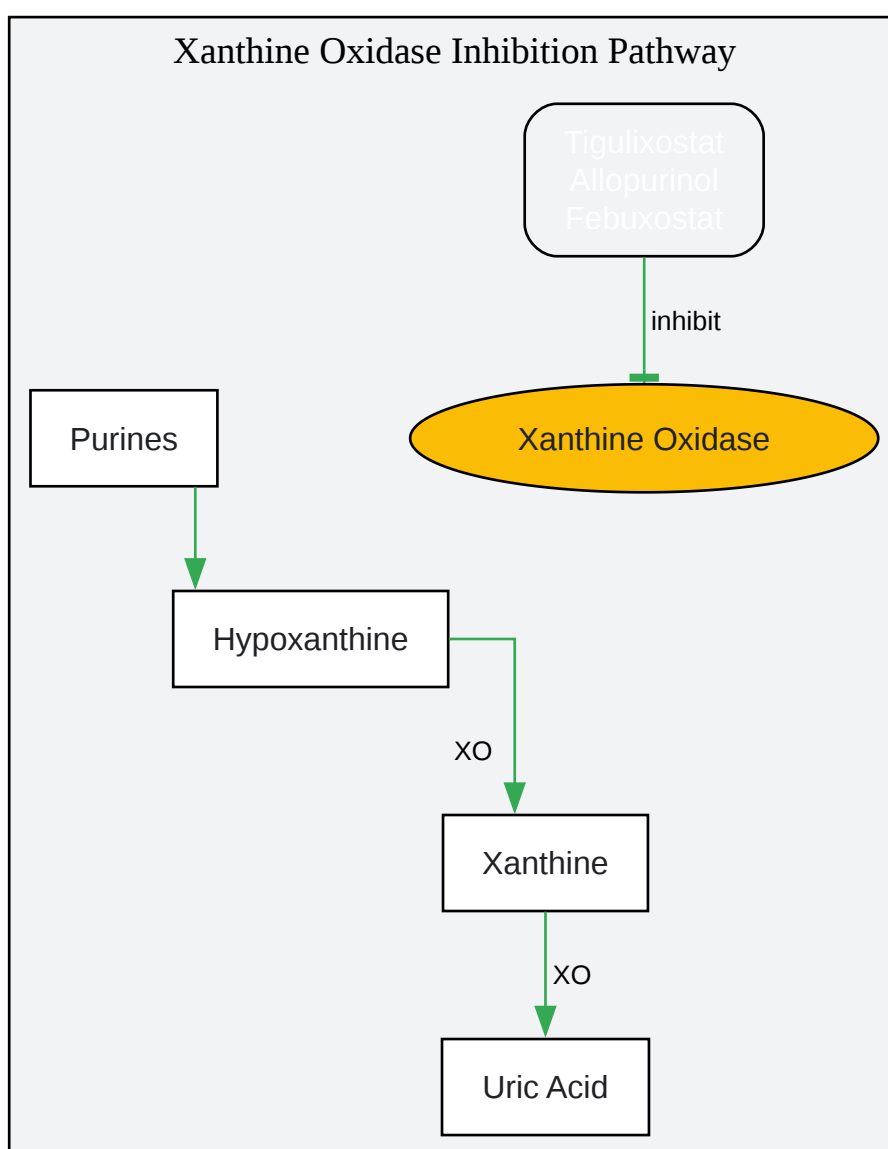 Xanthine Oxidase Inhibition Pathway
Tigulixostat
Allopurinol
Febuxostat
inhibit
Purines
Xanthine Oxidase
Hypoxanthine
XO
Xanthine
XO
Uric Acid